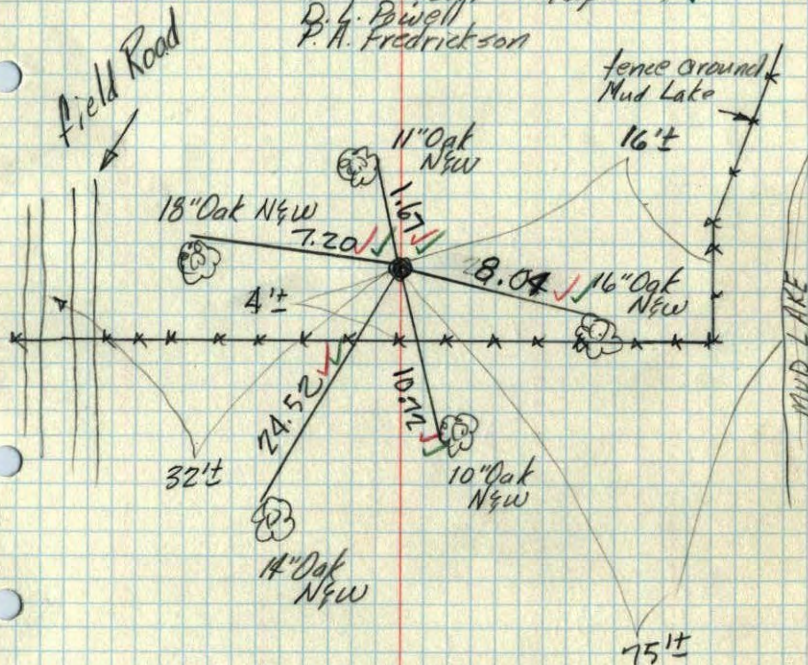 D.L. Powell
P.A. Fredrickson
field Road
fence around
Mud Lake
11" Oak
N&W
16'±
18" Oak N&W
1.67
7.20
8.04
16" Oak
N&W
4'±
MUD LAKE
24.52
10.72
32'±
10" Oak
N&W
14" Oak
N&W
75'±